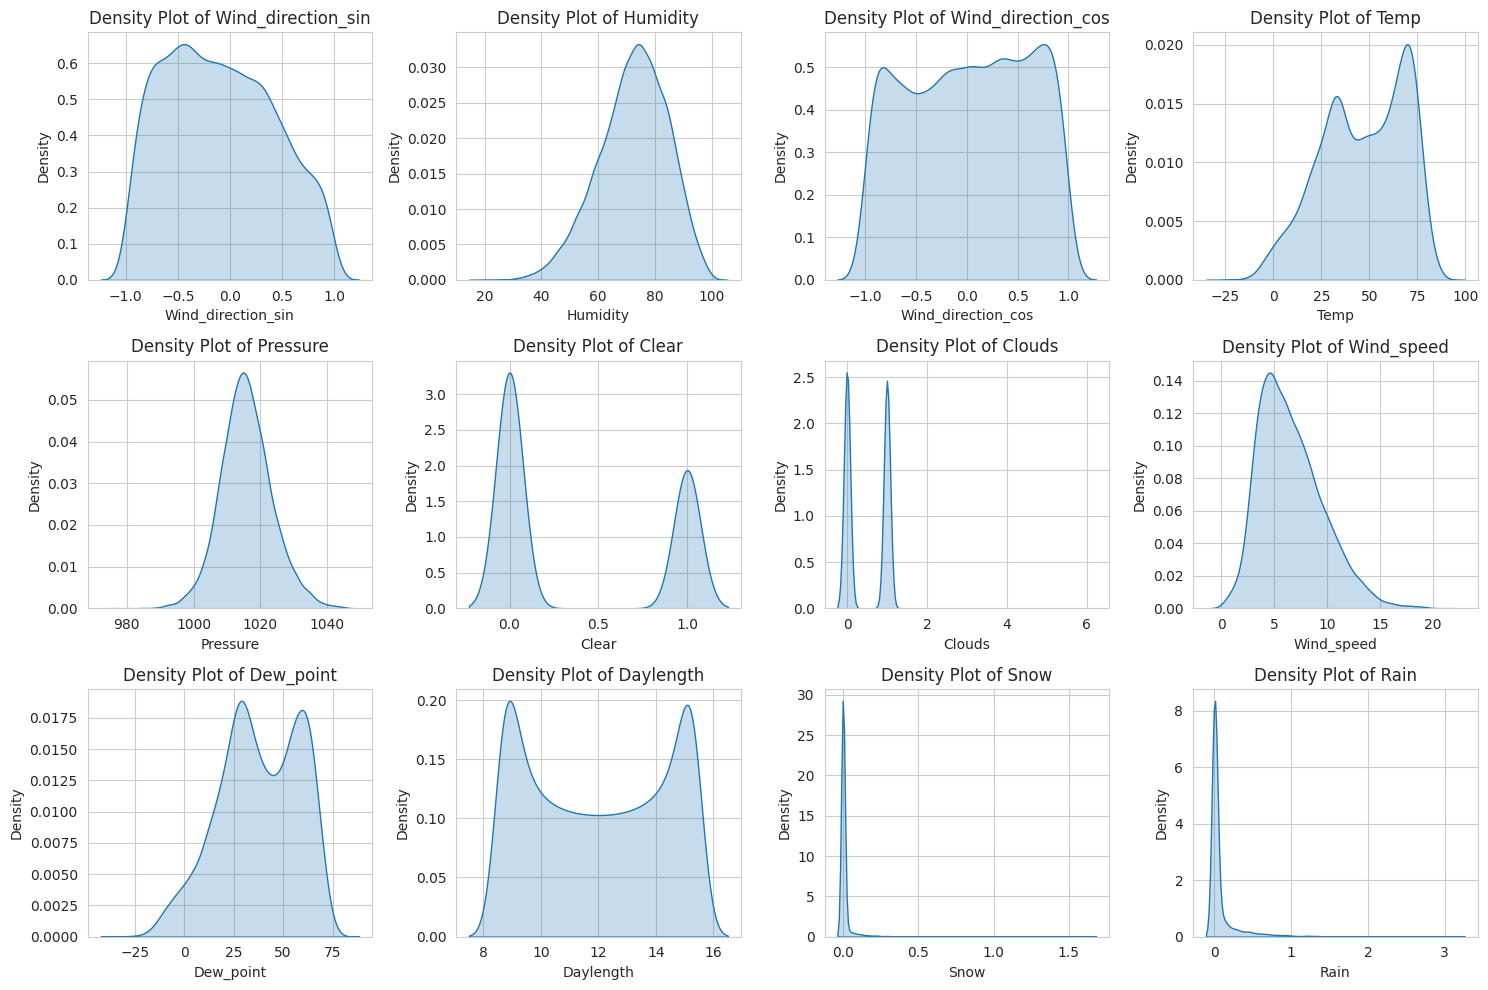 Density Plot of Wind_direction_sin
Density
0.0
0.1
0.2
0.3
0.4
0.5
0.6
−1.0 −0.5 0.0 0.5 1.0
Wind_direction_sin
Density Plot of Humidity
Density
0.000
0.005
0.010
0.015
0.020
0.025
0.030
20 40 60 80 100
Humidity
Density Plot of Wind_direction_cos
Density
0.0
0.1
0.2
0.3
0.4
0.5
−1.0 −0.5 0.0 0.5 1.0
Wind_direction_cos
Density Plot of Temp
Density
0.000
0.005
0.010
0.015
0.020
−25 0 25 50 75 100
Temp
Density Plot of Pressure
Density
0.00
0.01
0.02
0.03
0.04
0.05
980 1000 1020 1040
Pressure
Density Plot of Clear
Density
0.0
0.5
1.0
1.5
2.0
2.5
3.0
0.0 0.5 1.0
Clear
Density Plot of Clouds
Density
0.0
0.5
1.0
1.5
2.0
2.5
0 2 4 6
Clouds
Density Plot of Wind_speed
Density
0.00
0.02
0.04
0.06
0.08
0.10
0.12
0.14
0 5 10 15 20
Wind_speed
Density Plot of Dew_point
Density
0.0000
0.0025
0.0050
0.0075
0.0100
0.0125
0.0150
0.0175
−25 0 25 50 75
Dew_point
Density Plot of Daylength
Density
0.00
0.05
0.10
0.15
0.20
8 10 12 14 16
Daylength
Density Plot of Snow
Density
0
5
10
15
20
25
30
0.0 0.5 1.0 1.5
Snow
Density Plot of Rain
Density
0
2
4
6
8
0 1 2 3
Rain